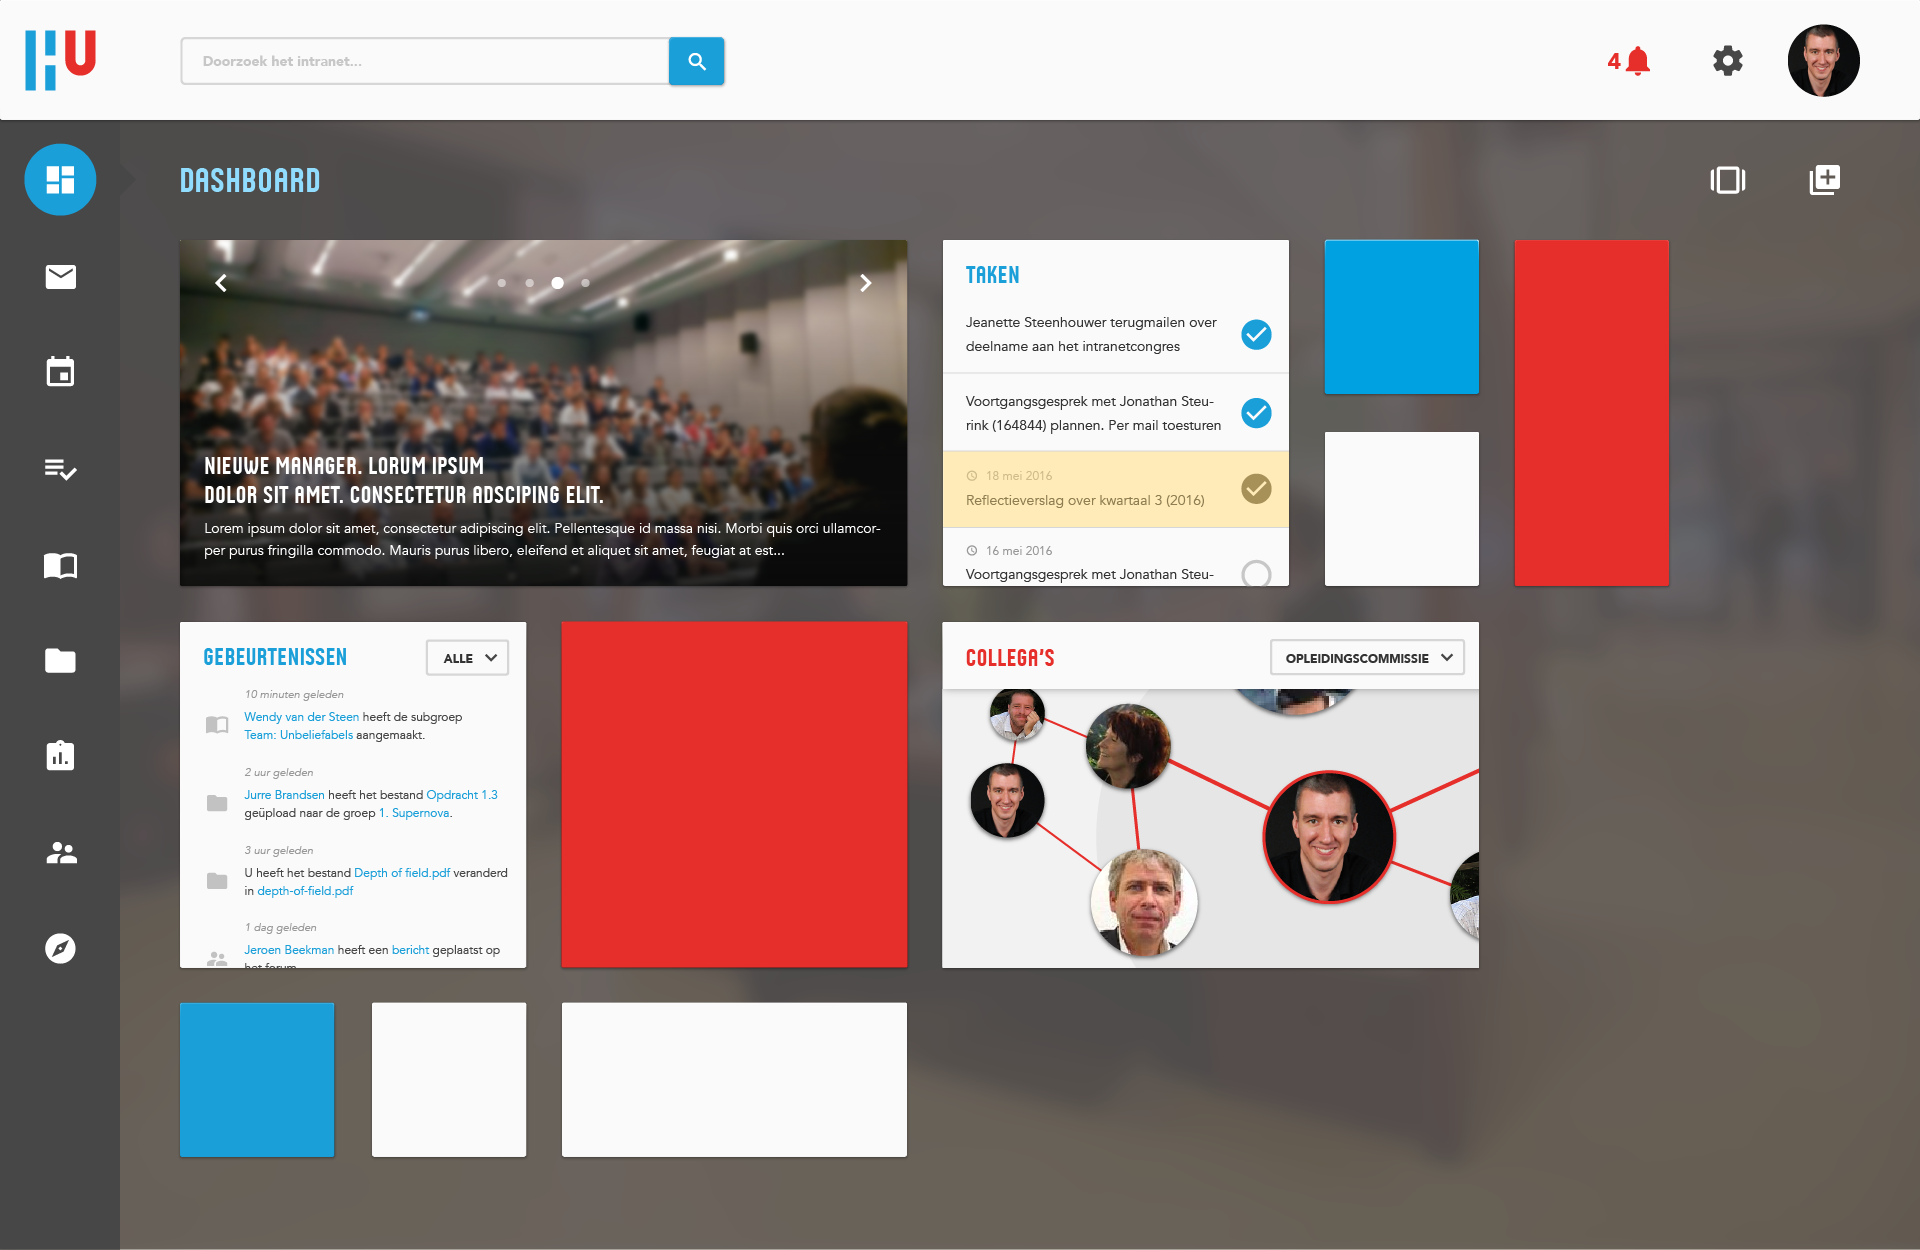 HU
Doorzoek het intranet...
4
DASHBOARD
NIEUWE MANAGER. LORUM IPSUM
DOLOR SIT AMET. CONSECTETUR ADSCIPING ELIT.
Lorem ipsum dolor sit amet, consectetur adipiscing elit. Pellentesque id massa nisi. Morbi quis orci ullamcor-
per purus fringilla commodo. Mauris purus libero, eleifend et aliquet sit amet, feugiat at est...
TAKEN
Jeanette Steenhouwer terugmailen over
deelname aan het intranetcongres
Voortgangsgesprek met Jonathan Steu-
rink (164844) plannen. Per mail toesturen
18 mei 2016
Reflectieverslag over kwartaal 3 (2016)
16 mei 2016
Voortgangsgesprek met Jonathan Steu-
GEBEURTENISSEN
ALLE
10 minuten geleden
Wendy van der Steen heeft de subgroep
Team: Unbeliefabels aangemaakt.
2 uur geleden
Jurre Brandsen heeft het bestand Opdracht 1.3
geüpload naar de groep 1. Supernova.
3 uur geleden
U heeft het bestand Depth of field.pdf veranderd
in depth-of-field.pdf
1 dag geleden
Jeroen Beekman heeft een bericht geplaatst op
het forum
COLLEGA'S
OPLEIDINGSCOMMISSIE